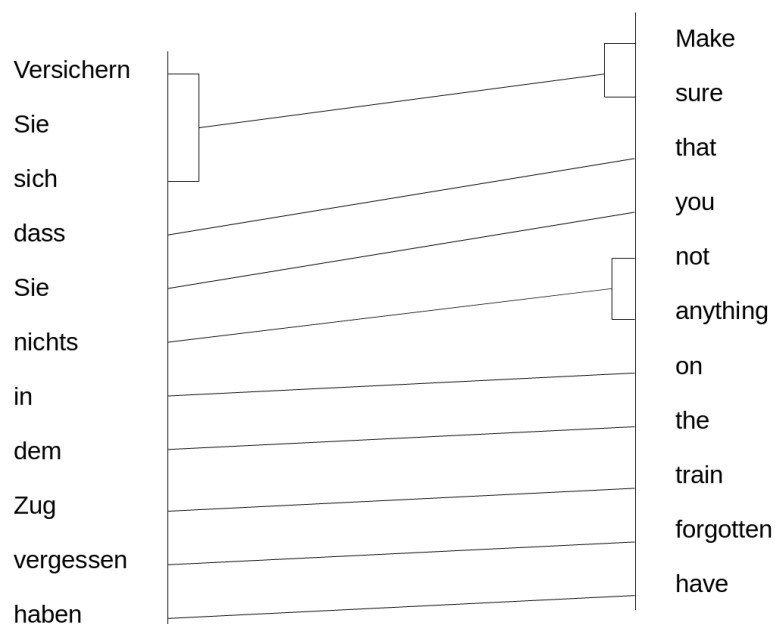 Versichern
Sie
sich
dass
Sie
nichts
in
dem
Zug
vergessen
haben
Make
sure
that
you
not
anything
on
the
train
forgotten
have